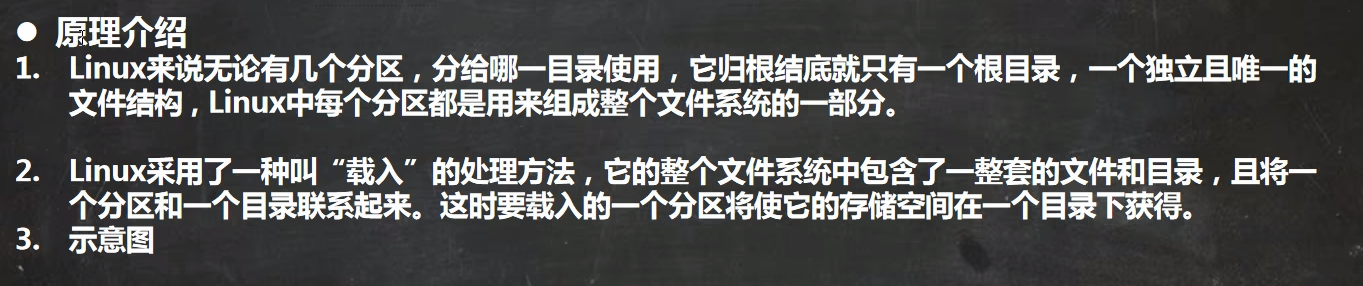 ● 原理介绍
1. Linux来说无论有几个分区，分给哪一目录使用，它归根结底就只有一个根目录，一个独立且唯一的
文件结构，Linux中每个分区都是用来组成整个文件系统的一部分。
2. Linux采用了一种叫“载入”的处理方法，它的整个文件系统中包含了一整套的文件和目录，且将一
个分区和一个目录联系起来。这时要载入的一个分区将使它的存储空间在一个目录下获得。
3. 示意图